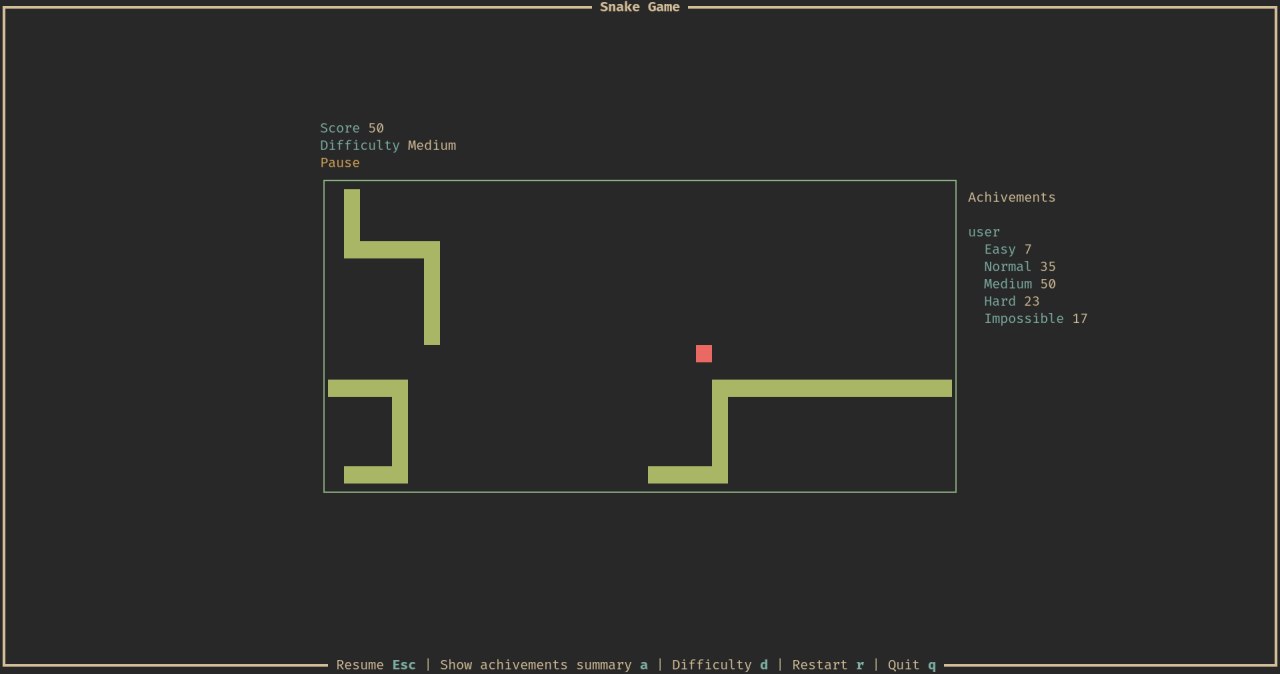 Snake Game
Score 50
Difficulty Medium
Pause
Achivements
user
Easy 7
Normal 35
Medium 50
Hard 23
Impossible 17
Resume Esc | Show achivements summary a | Difficulty d | Restart r | Quit q